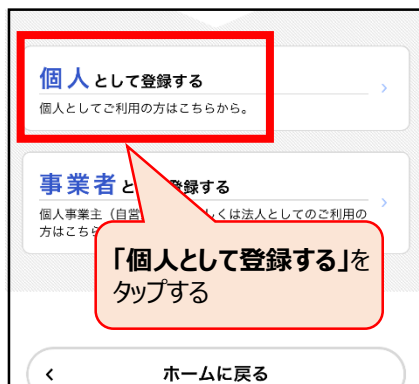 個人として登録する
個人としてご利用の方はこちらから。
事業者と 登録する
個人事業主（自営 くは法人としてのご利用の
方はこちら
「個人として登録する」を
タップする
ホームに戻る